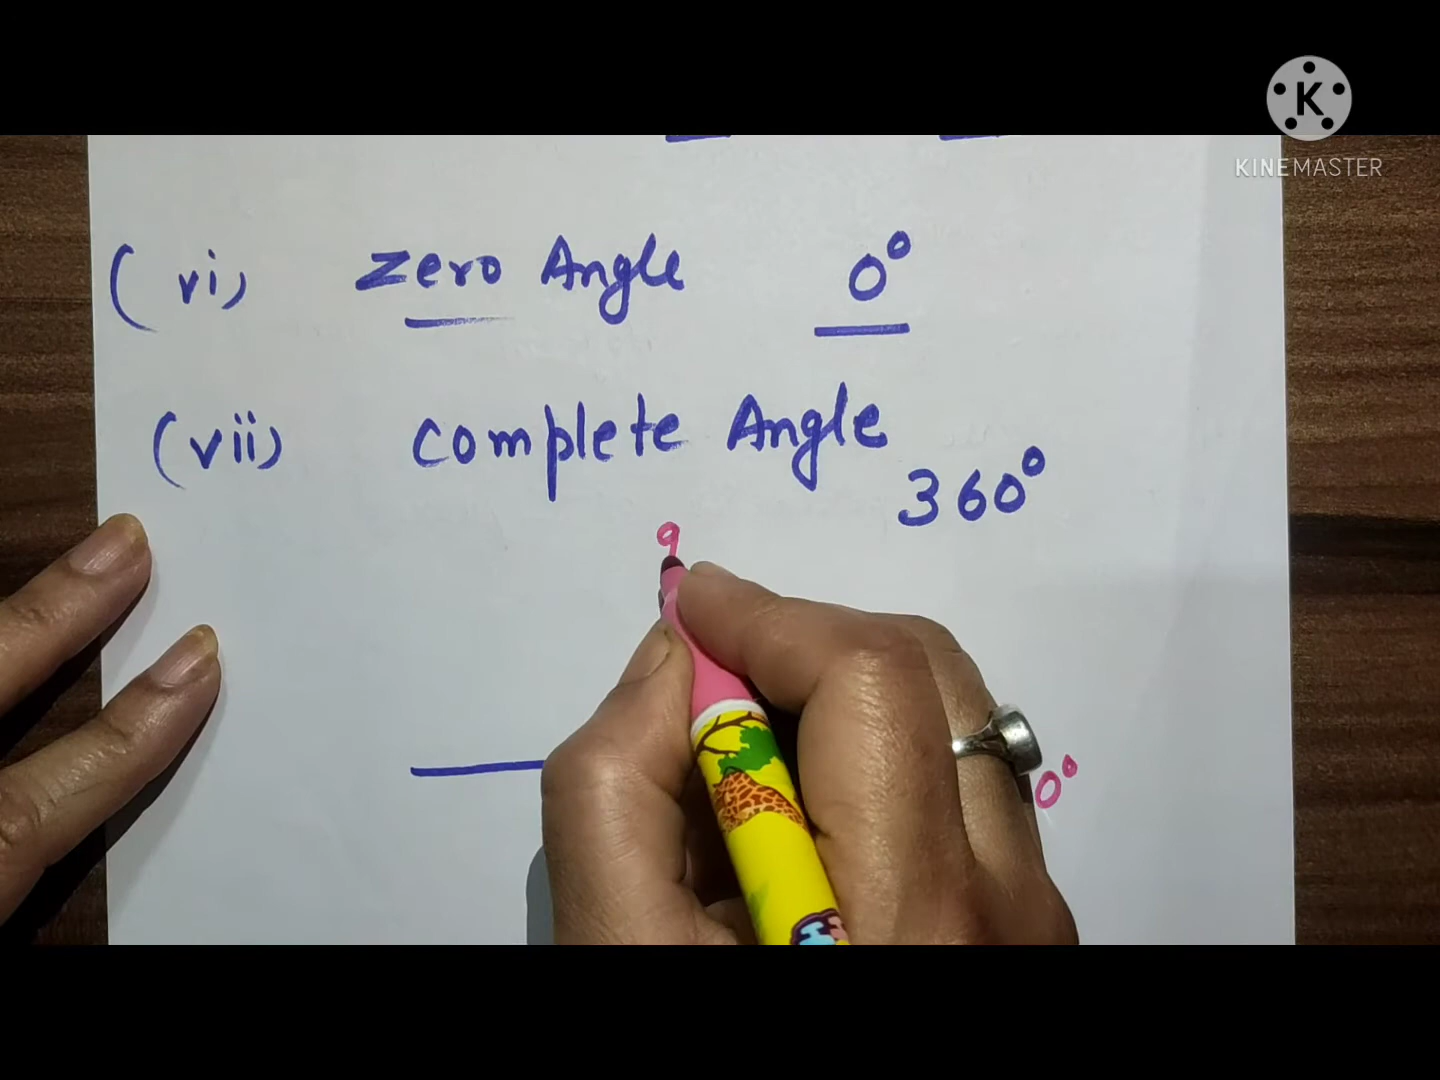 K
KINEMASTER
(vi) Zero Angle 0°
(vii) Complete Angle
360°
9
0°